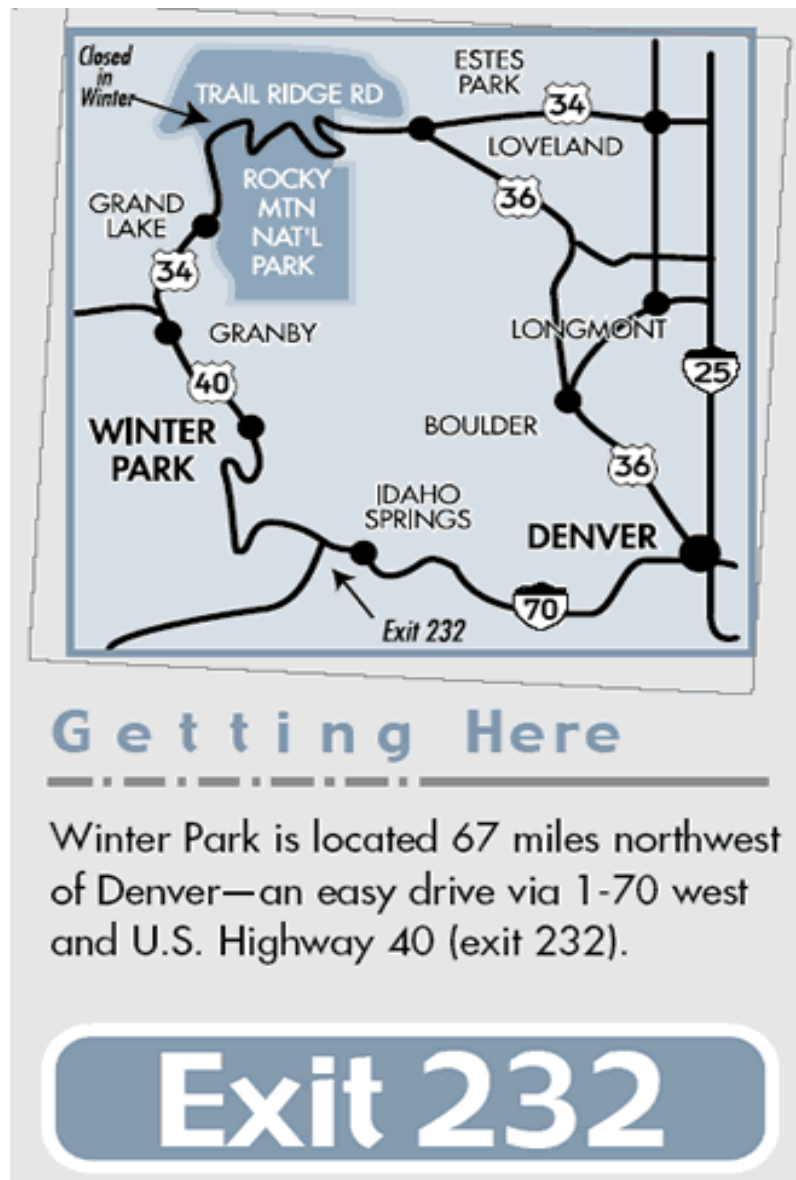 Closed
in
Winter
TRAIL RIDGE RD
ESTES
PARK
34
LOVELAND
ROCKY
MTN
NAT'L
PARK
36
GRAND
LAKE
34
GRANBY
LONGMONT
25
40
WINTER
PARK
BOULDER
36
IDAHO
SPRINGS
DENVER
70
Exit 232
Getting Here
Winter Park is located 67 miles northwest
of Denver—an easy drive via 1-70 west
and U.S. Highway 40 (exit 232).
Exit 232